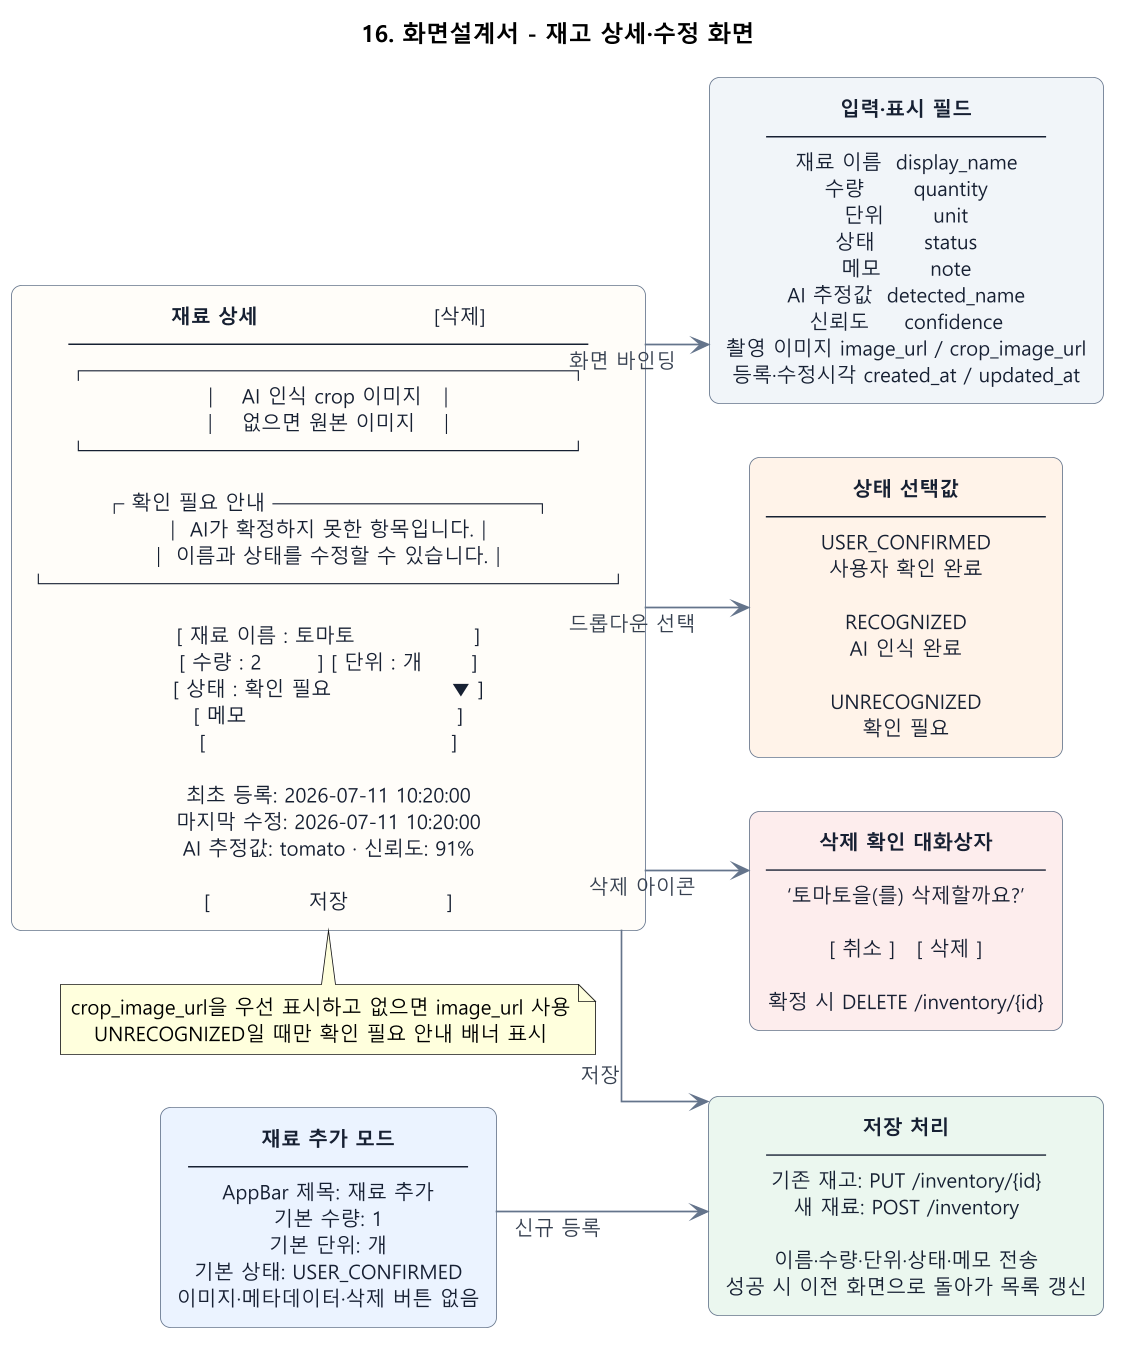 16. 화면설계서 - 재고 상세·수정 화면
입력·표시 필드
재료 이름 display_name
수량 quantity
단위 unit
상태 status
메모 note
AI 추정값 detected_name
신뢰도 confidence
촬영 이미지 image_url / crop_image_url
등록·수정시각 created_at / updated_at
재료 상세 [삭제]
| AI 인식 crop 이미지 |
| 없으면 원본 이미지 |
확인 필요 안내
| AI가 확정하지 못한 항목입니다. |
| 이름과 상태를 수정할 수 있습니다. |
[ 재료 이름 : 토마토 ]
[ 수량 : 2 ] [ 단위 : 개 ]
[ 상태 : 확인 필요 ▼ ]
[ 메모 ]
[ ]
최초 등록: 2026-07-11 10:20:00
마지막 수정: 2026-07-11 10:20:00
AI 추정값: tomato · 신뢰도: 91%
[ 저장 ]
화면 바인딩
드롭다운 선택
상태 선택값
USER_CONFIRMED
사용자 확인 완료
RECOGNIZED
AI 인식 완료
UNRECOGNIZED
확인 필요
삭제 아이콘
삭제 확인 대화상자
‘토마토을(를) 삭제할까요?’
[ 취소 ] [ 삭제 ]
확정 시 DELETE /inventory/{id}
crop_image_url을 우선 표시하고 없으면 image_url 사용
UNRECOGNIZED일 때만 확인 필요 안내 배너 표시
저장
재료 추가 모드
AppBar 제목: 재료 추가
기본 수량: 1
기본 단위: 개
기본 상태: USER_CONFIRMED
이미지·메타데이터·삭제 버튼 없음
신규 등록
저장 처리
기존 재고: PUT /inventory/{id}
새 재료: POST /inventory
이름·수량·단위·상태·메모 전송
성공 시 이전 화면으로 돌아가 목록 갱신